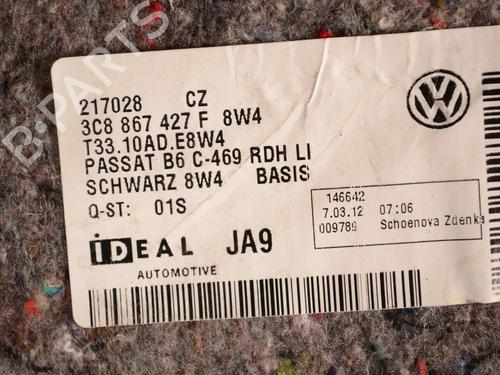 217028 CZ
3C8 867 427 F 8W4
T33.10AD.E8W4
PASSAT B6 C-469 RDH LI
SCHWARZ 8W4 BASIS
Q-ST: 01S
146642
7.03.12 07:06
009789 Schoenova Zdenka
iDEAL JA9
AUTOMOTIVE
B-PARTS